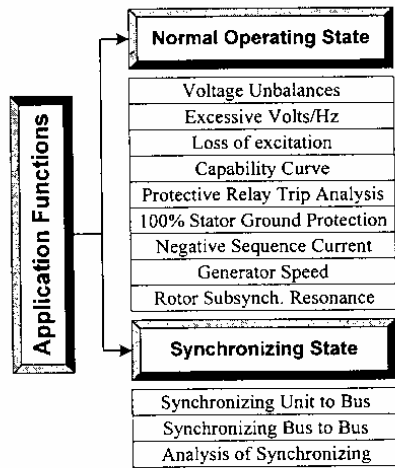 Application Functions
Normal Operating State
Voltage Unbalances
Excessive Volts/Hz
Loss of excitation
Capability Curve
Protective Relay Trip Analysis
100% Stator Ground Protection
Negative Sequence Current
Generator Speed
Rotor Subsynch. Resonance
Synchronizing State
Synchronizing Unit to Bus
Synchronizing Bus to Bus
Analysis of Synchronizing